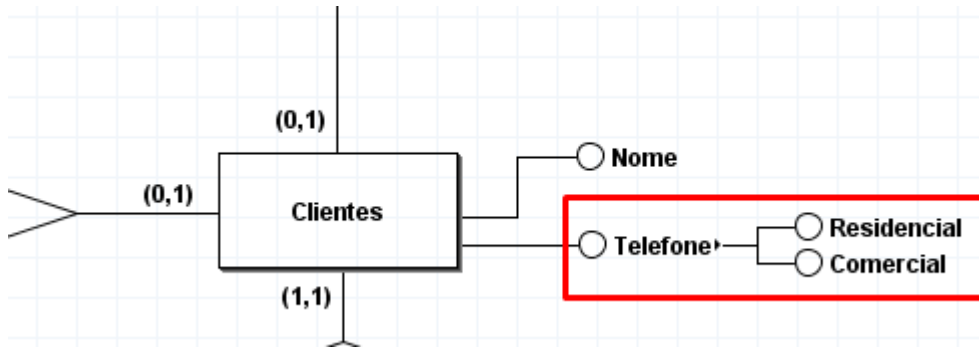 (0,1)
Nome
(0,1)
Clientes
Residencial
Telefone
Comercial
(1,1)